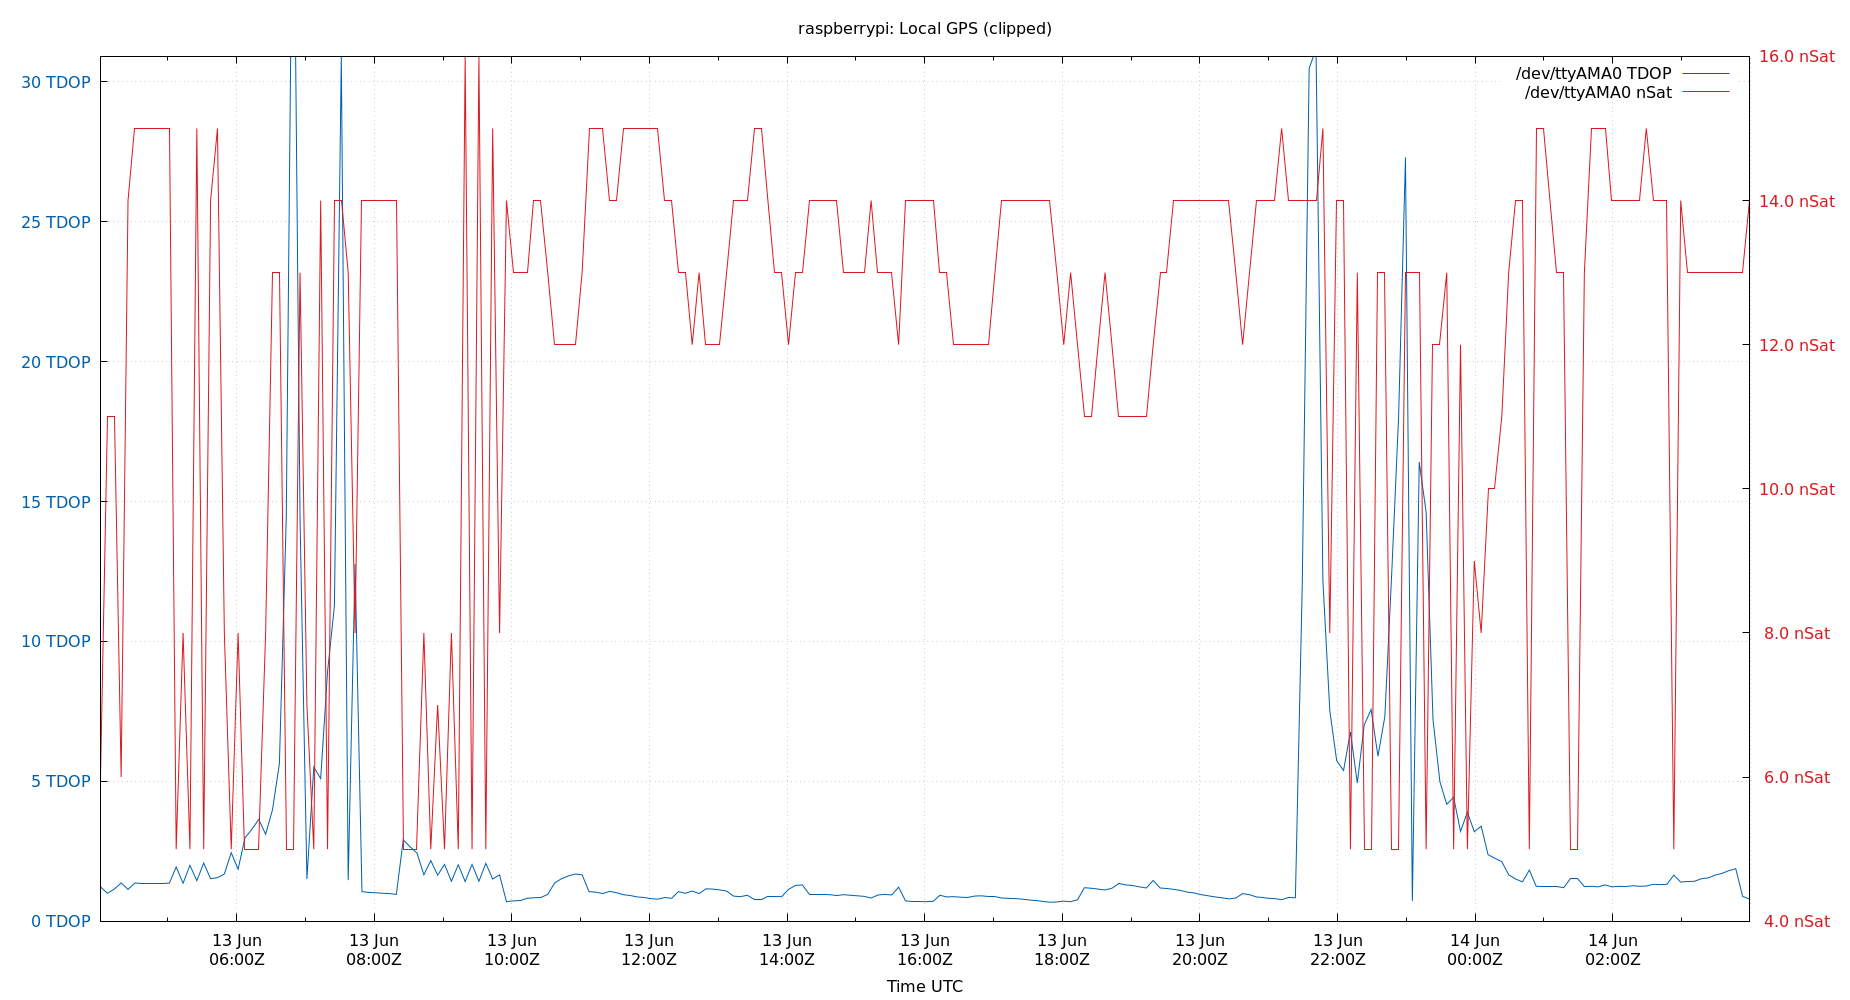 raspberrypi: Local GPS (clipped)
/dev/ttyAMA0 TDOP
/dev/ttyAMA0 nSat
30 TDOP
25 TDOP
20 TDOP
15 TDOP
10 TDOP
5 TDOP
0 TDOP
16.0 nSat
14.0 nSat
12.0 nSat
10.0 nSat
8.0 nSat
6.0 nSat
4.0 nSat
13 Jun 13 Jun 13 Jun 13 Jun 13 Jun 13 Jun 13 Jun 13 Jun 13 Jun 14 Jun 14 Jun
06:00Z 08:00Z 10:00Z 12:00Z 14:00Z 16:00Z 18:00Z 20:00Z 22:00Z 00:00Z 02:00Z
Time UTC